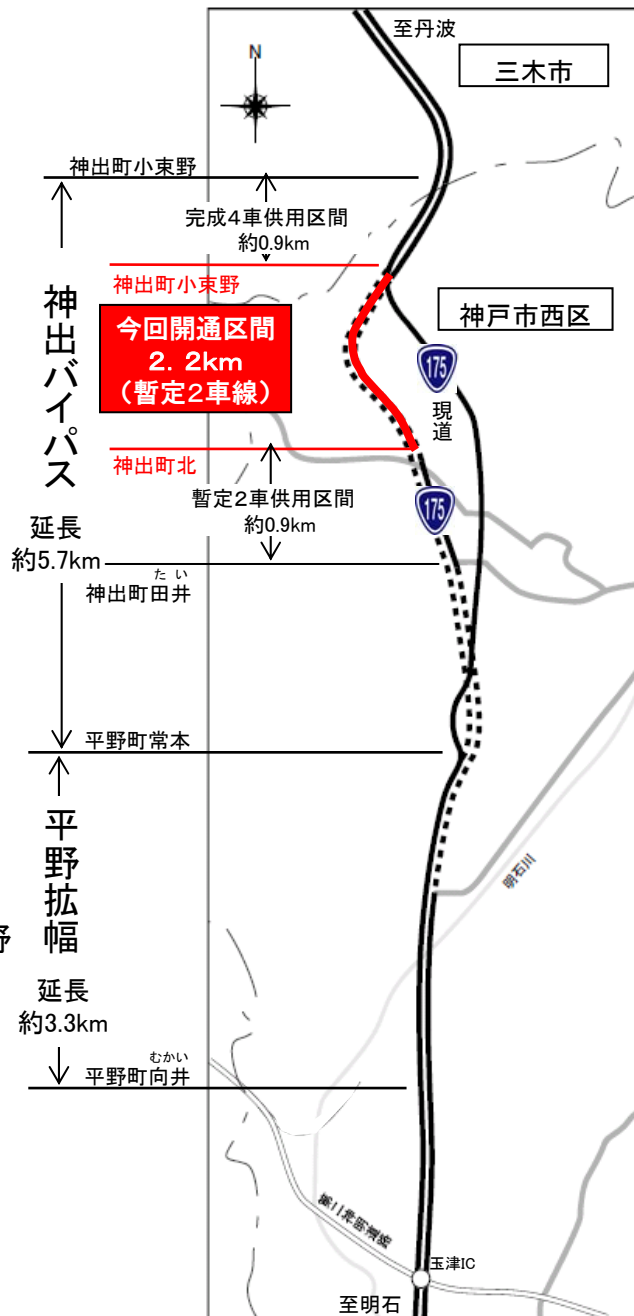 至丹波
三木市
N
神出町小束野
完成4車供用区間
約0.9km
神出町小束野
神戸市西区
今回開通区間
2.2km
(暫定2車線)
神出バイパス
延長
約5.7km
175
現道
神出町北
暫定2車供用区間
約0.9km
175
たい
神出町田井
平野町常本
平野拡幅
野
延長
約3.3km
明石川
むかい
平野町向井
第二神明道路
玉津IC
至明石